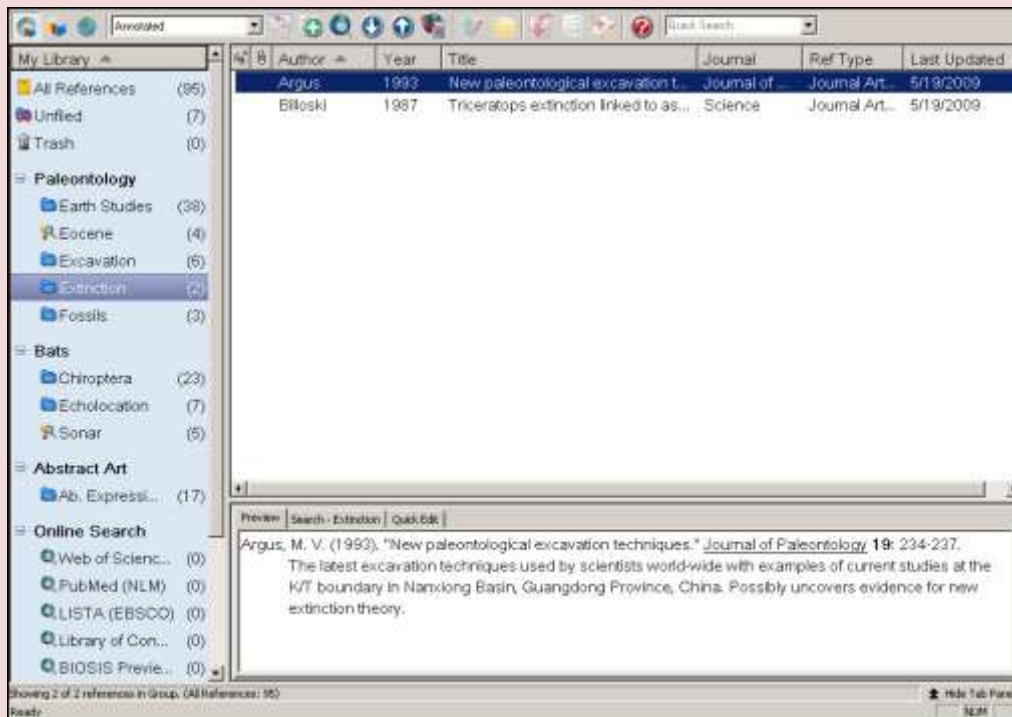 Annotated
Quick Search
My Library
All References (95)
Unfiled (7)
Trash (0)
Paleontology
Earth Studies (38)
Eocene (4)
Excavation (6)
Extinction (2)
Fossils (3)
Bats
Chiroptera (23)
Echolocation (7)
Sonar (5)
Abstract Art
Ab. Expressi... (17)
Online Search
Web of Scienc... (0)
PubMed (NLM) (0)
LISTA (EBSCO) (0)
Library of Con... (0)
BIOSIS Previe... (0)
Author Year Title Journal Ref Type Last Updated
Argus 1993 New paleontological excavation t... Journal of ... Journal Art... 5/19/2009
Billoski 1987 Triceratops extinction linked to as... Science Journal Art... 5/19/2009
Preview Search - Extinction Quick Edit
Argus, M. V. (1993). "New paleontological excavation techniques." Journal of Paleontology 19: 234-237.
The latest excavation techniques used by scientists world-wide with examples of current studies at the
K/T boundary in Nanxiong Basin, Guangdong Province, China. Possibly uncovers evidence for new
extinction theory.
Showing 2 of 2 references in Group. (All References: 95)
Hide Tab Pane
Ready
NUM